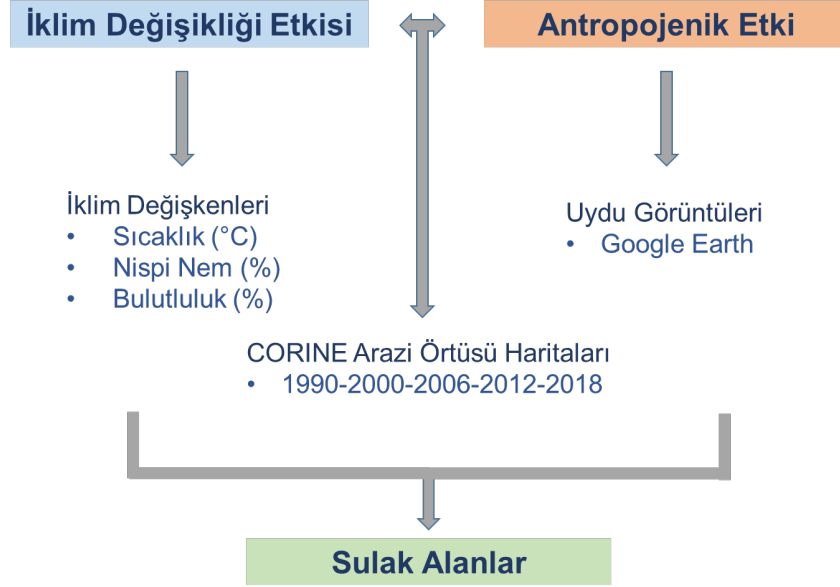 İklim Değişikliği Etkisi
Antropojenik Etki
İklim Değişkenleri
• Sıcaklık (°C)
• Nispi Nem (%)
• Bulutluluk (%)
Uydu Görüntüleri
• Google Earth
CORINE Arazi Örtüsü Haritaları
• 1990-2000-2006-2012-2018
Sulak Alanlar